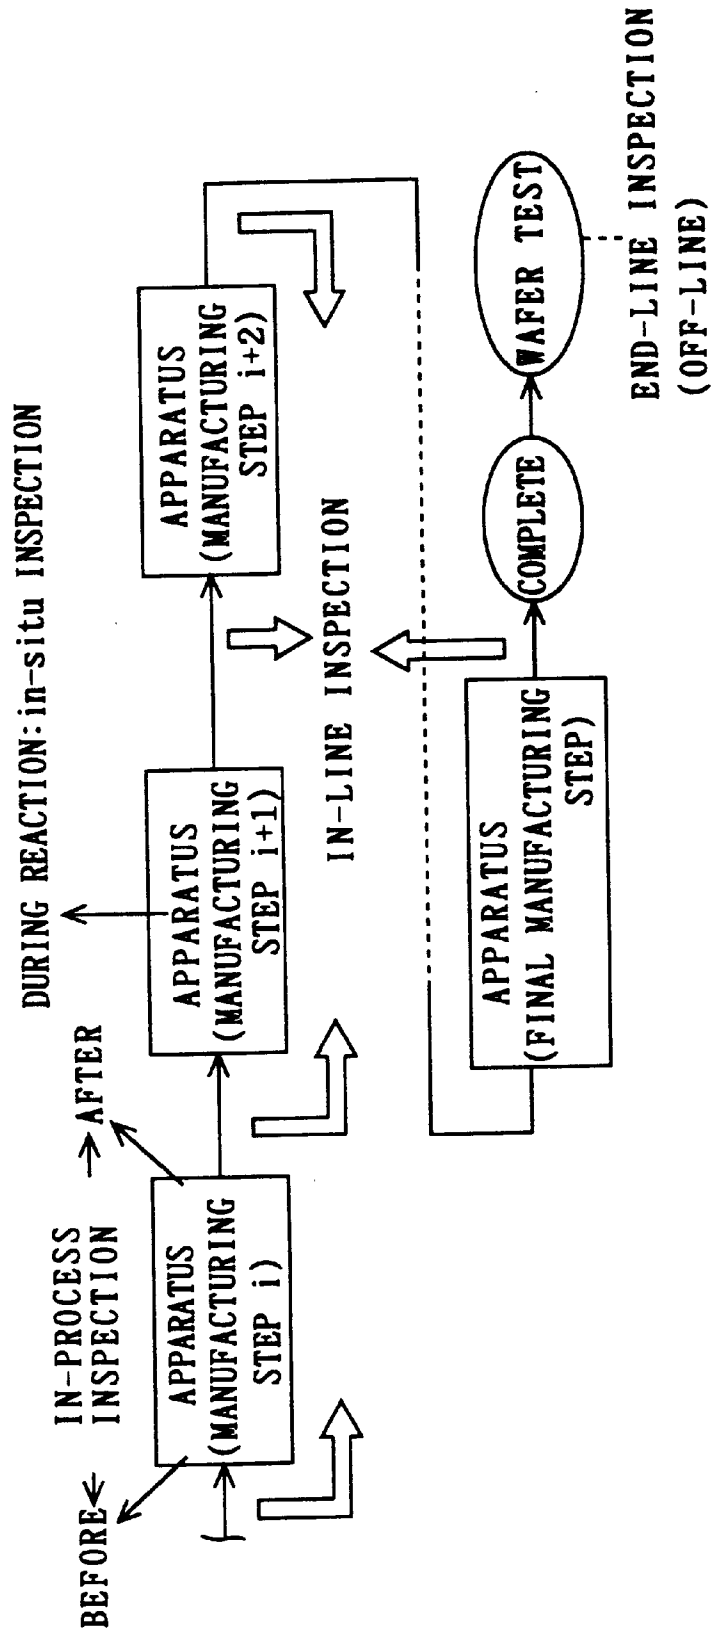 DURING REACTION:in-situ INSPECTION
IN-PROCESS
INSPECTION
BEFORE
AFTER
APPARATUS
(MANUFACTURING
STEP i)
APPARATUS
(MANUFACTURING
STEP i+1)
APPARATUS
(MANUFACTURING
STEP i+2)
IN-LINE INSPECTION
APPARATUS
(FINAL MANUFACTURING
STEP)
COMPLETE
WAFER TEST
END-LINE INSPECTION
(OFF-LINE)